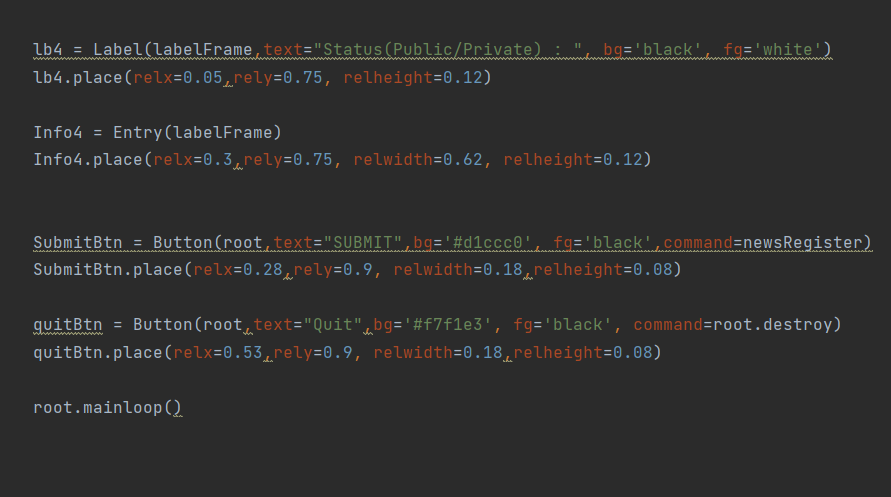 lb4 = Label(labelFrame,text="Status(Public/Private) : ", bg='black', fg='white')
lb4.place(relx=0.05,rely=0.75, relheight=0.12)
Info4 = Entry(labelFrame)
Info4.place(relx=0.3,rely=0.75, relwidth=0.62, relheight=0.12)
SubmitBtn = Button(root,text="SUBMIT",bg='#d1ccc0', fg='black',command=newsRegister)
SubmitBtn.place(relx=0.28,rely=0.9, relwidth=0.18,relheight=0.08)
quitBtn = Button(root,text="Quit",bg='#f7f1e3', fg='black', command=root.destroy)
quitBtn.place(relx=0.53,rely=0.9, relwidth=0.18,relheight=0.08)
root.mainloop()